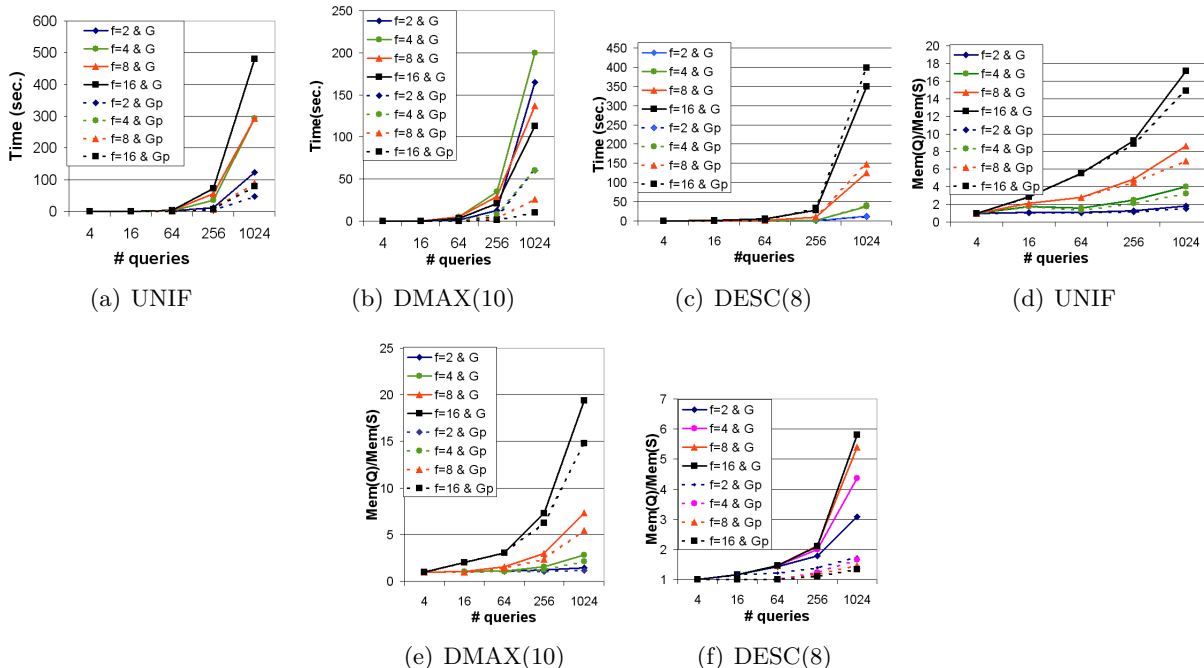 600
500
400
300
200
100
0
Time (sec.)
f=2 & G
f=4 & G
f=8 & G
f=16 & G
f=2 & Gp
f=4 & Gp
f=8 & Gp
f=16 & Gp
4 16 64 256 1024
# queries
(a) UNIF
250
200
150
100
50
0
Time(sec.)
f=2 & G
f=4 & G
f=8 & G
f=16 & G
f=2 & Gp
f=4 & Gp
f=8 & Gp
f=16 & Gp
4 16 64 256 1024
# queries
(b) DMAX(10)
450
400
350
300
250
200
150
100
50
0
Time (sec.)
f=2 & G
f=4 & G
f=8 & G
f=16 & G
f=2 & Gp
f=4 & Gp
f=8 & Gp
f=16 & Gp
4 16 64 256 1024
#queries
(c) DESC(8)
20
18
16
14
12
10
8
6
4
2
0
Mem(Q)/Mem(S)
f=2 & G
f=4 & G
f=8 & G
f=16 & G
f=2 & Gp
f=4 & Gp
f=8 & Gp
f=16 & Gp
4 16 64 256 1024
# queries
(d) UNIF
25
20
15
10
5
0
Mem(Q)/Mem(S)
f=2 & G
f=4 & G
f=8 & G
f=16 & G
f=2 & Gp
f=4 & Gp
f=8 & Gp
f=16 & Gp
4 16 64 256 1024
# queries
(e) DMAX(10)
7
6
5
4
3
2
1
Mem(Q)/Mem(S)
f=2 & G
f=4 & G
f=8 & G
f=16 & G
f=2 & Gp
f=4 & Gp
f=8 & Gp
f=16 & Gp
4 16 64 256 1024
# queries
(f) DESC(8)